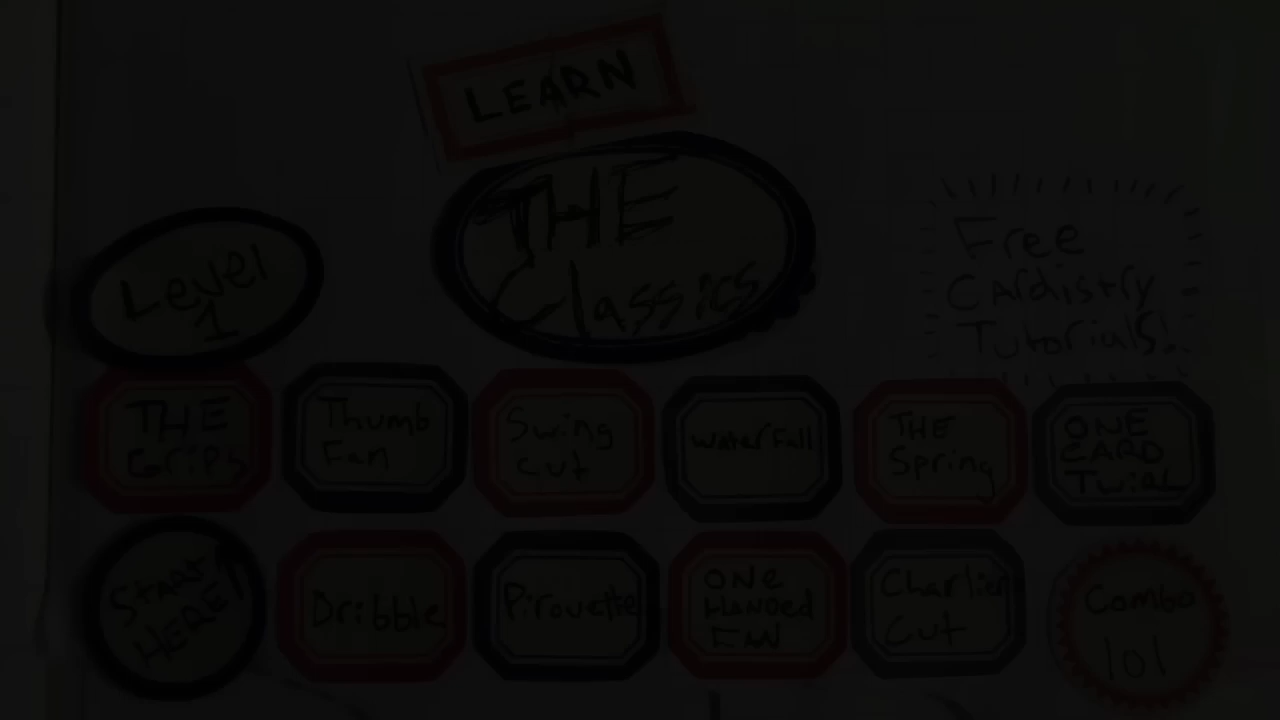 LEARN
THE
Classics
Level
1
Free
Cardistry
Tutorials!
THE
Grips
Thumb
Fan
Swing
cut
waterfall
THE
Spring
ONE
CARD
Twirl
START
HERE!
Dribble
Pirouette
ONE
HANDED
FAN
Charlier
Cut
Combo
101